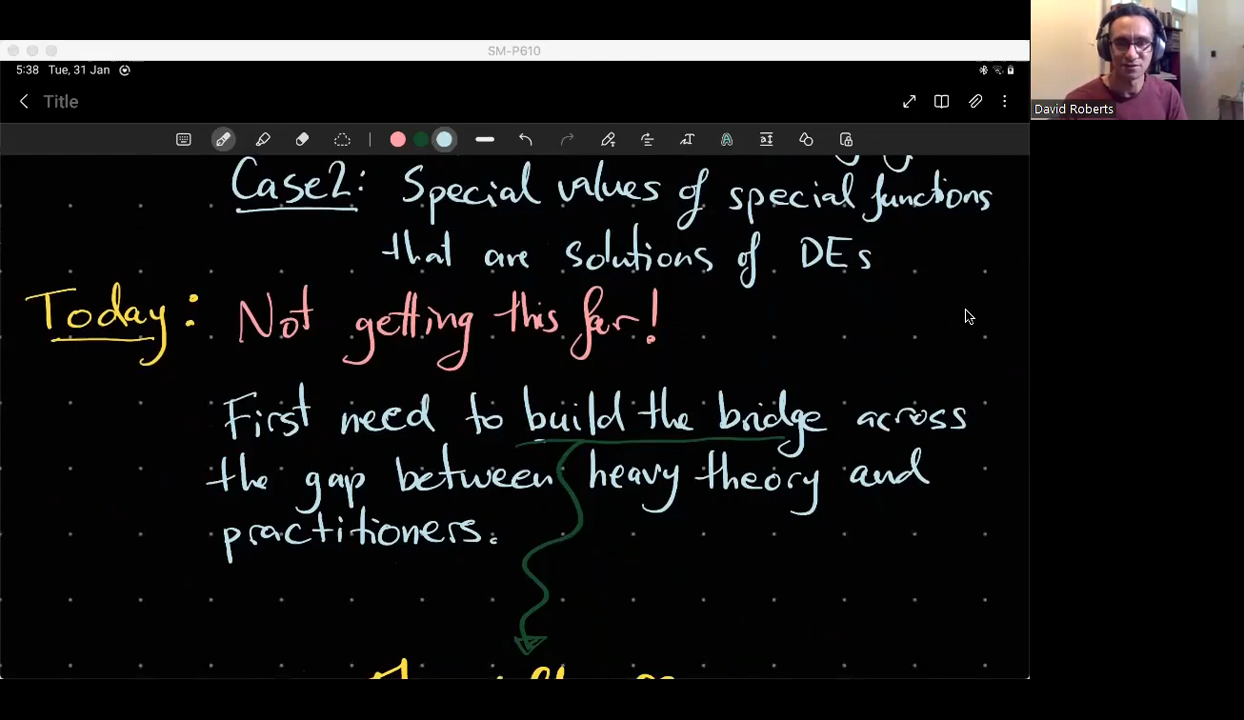 SM-P610
5:38 Tue, 31 Jan
Title
David Roberts
Case2: Special values of special functions
that are solutions of DEs
Today: Not getting this far!
First need to build the bridge across
the gap between heavy theory and
practitioners.